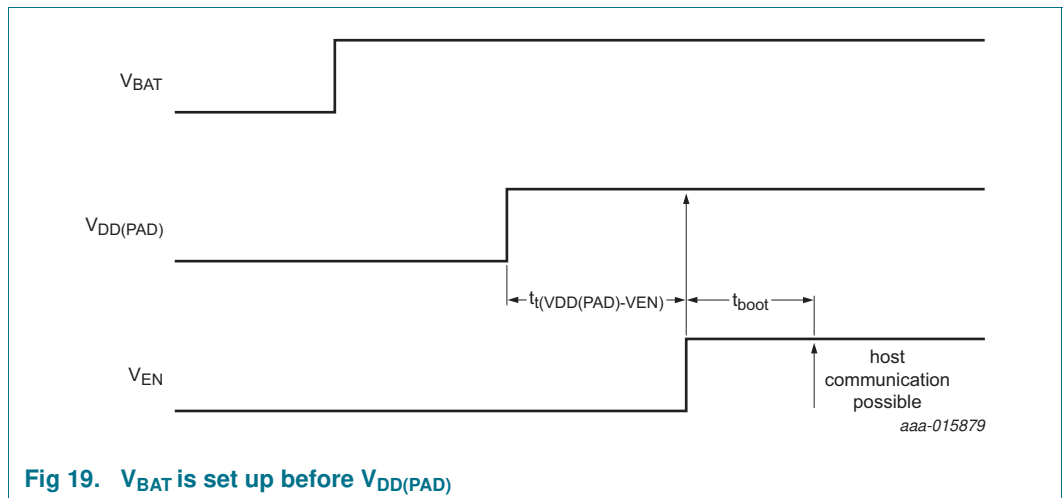 VBAT
VDD(PAD)
tt(VDD(PAD)-VEN)
tboot
VEN
host
communication
possible
aaa-015879
Fig 19. VBAT is set up before VDD(PAD)